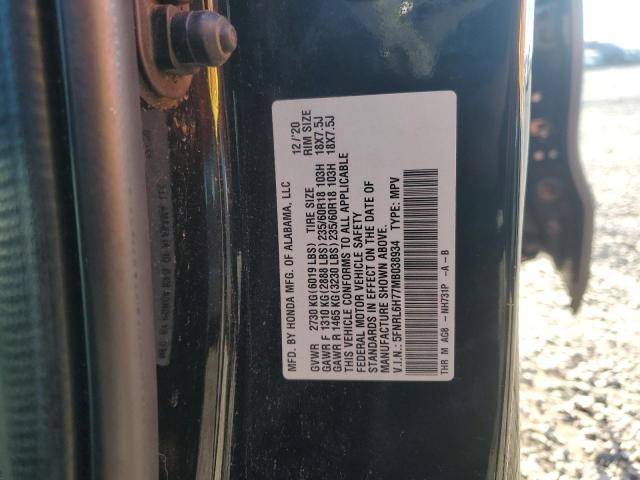 MFD. BY HONDA MFG. OF ALABAMA, LLC 12/'20
GVWR 2730 KG(6019 LBS) TIRE SIZE RIM SIZE
GAWR F 1310 KG(2888 LBS)235/60R18 103H 18X7.5J
GAWR R 1465 KG(3230 LBS)235/60R18 103H 18X7.5J
THIS VEHICLE CONFORMS TO ALL APPLICABLE
FEDERAL MOTOR VEHICLE SAFETY
STANDARDS IN EFFECT ON THE DATE OF
MANUFACTURE SHOWN ABOVE.
V.I.N.: 5FNRL6H77MB038934 TYPE: MPV
THR M AG8 - NH731P -A - B